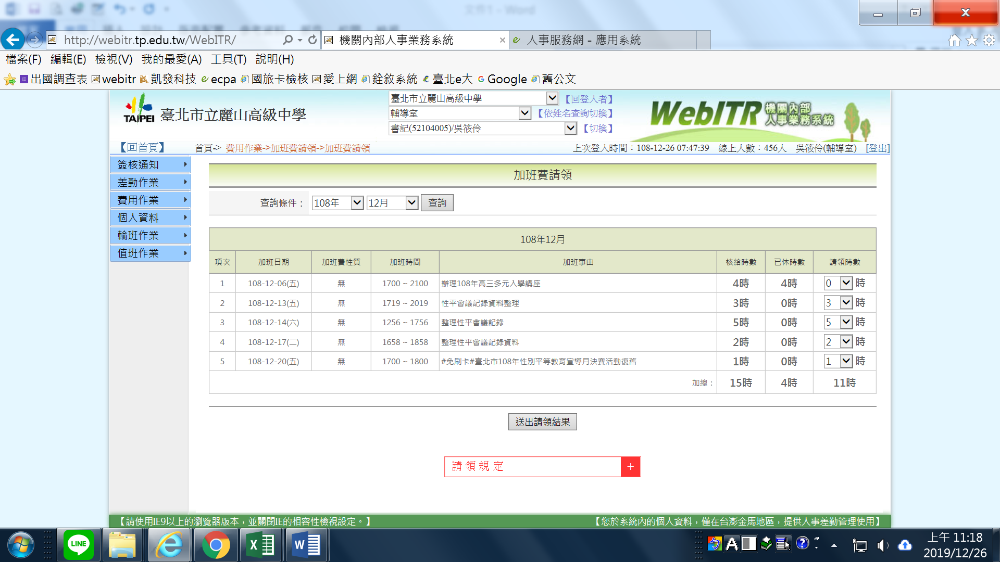 http://webitr.tp.edu.tw/WebITR/
機關內部人事業務系統
人事服務網 - 應用系統
檔案(F) 編輯(E) 檢視(V) 我的最愛(A) 工具(T) 說明(H)
出國調查表 webitr 凱發科技 ecpa 國旅卡檢核 愛上網 銓敘系統 臺北e大 Google 舊公文
TAIPEI 臺北市立麗山高級中學
臺北市立麗山高級中學 【回登入者】
輔導室 【依姓名查詢切換】
書記(52104005)/吳筱伶 【切換】
WebITR 機關內部人事業務系統
【回首頁】 首頁-> 費用作業->加班費請領->加班費請領 上次登入時間：108-12-26 07:47:39 線上人數：456人 吳筱伶(輔導室) [登出]
簽核通知
差勤作業
費用作業
個人資料
輪班作業
值班作業
加班費請領
查詢條件： 108年 12月 查詢
108年12月
項次 加班日期 加班費性質 加班時間 加班事由 核給時數 已休時數 請領時數
1 108-12-06(五) 無 1700 ~ 2100 辦理108年高三多元入學講座 4時 4時 0 時
2 108-12-13(五) 無 1719 ~ 2019 性平會議記錄資料整理 3時 0時 3 時
3 108-12-14(六) 無 1256 ~ 1756 整理性平會議記錄 5時 0時 5 時
4 108-12-17(二) 無 1658 ~ 1858 整理性平會議記錄資料 2時 0時 2 時
5 108-12-20(五) 無 1700 ~ 1800 #免刷卡#臺北市108年性別平等教育宣導月決賽活動復舊 1時 0時 1 時
加總： 15時 4時 11時
送出請領結果
請領規定 +
【請使用IE9以上的瀏覽器版本，並關閉IE的相容性檢視設定。】 【您於系統內的個人資料，僅在台澎金馬地區，提供人事差勤管理使用】
LINE
上午 11:18
2019/12/26